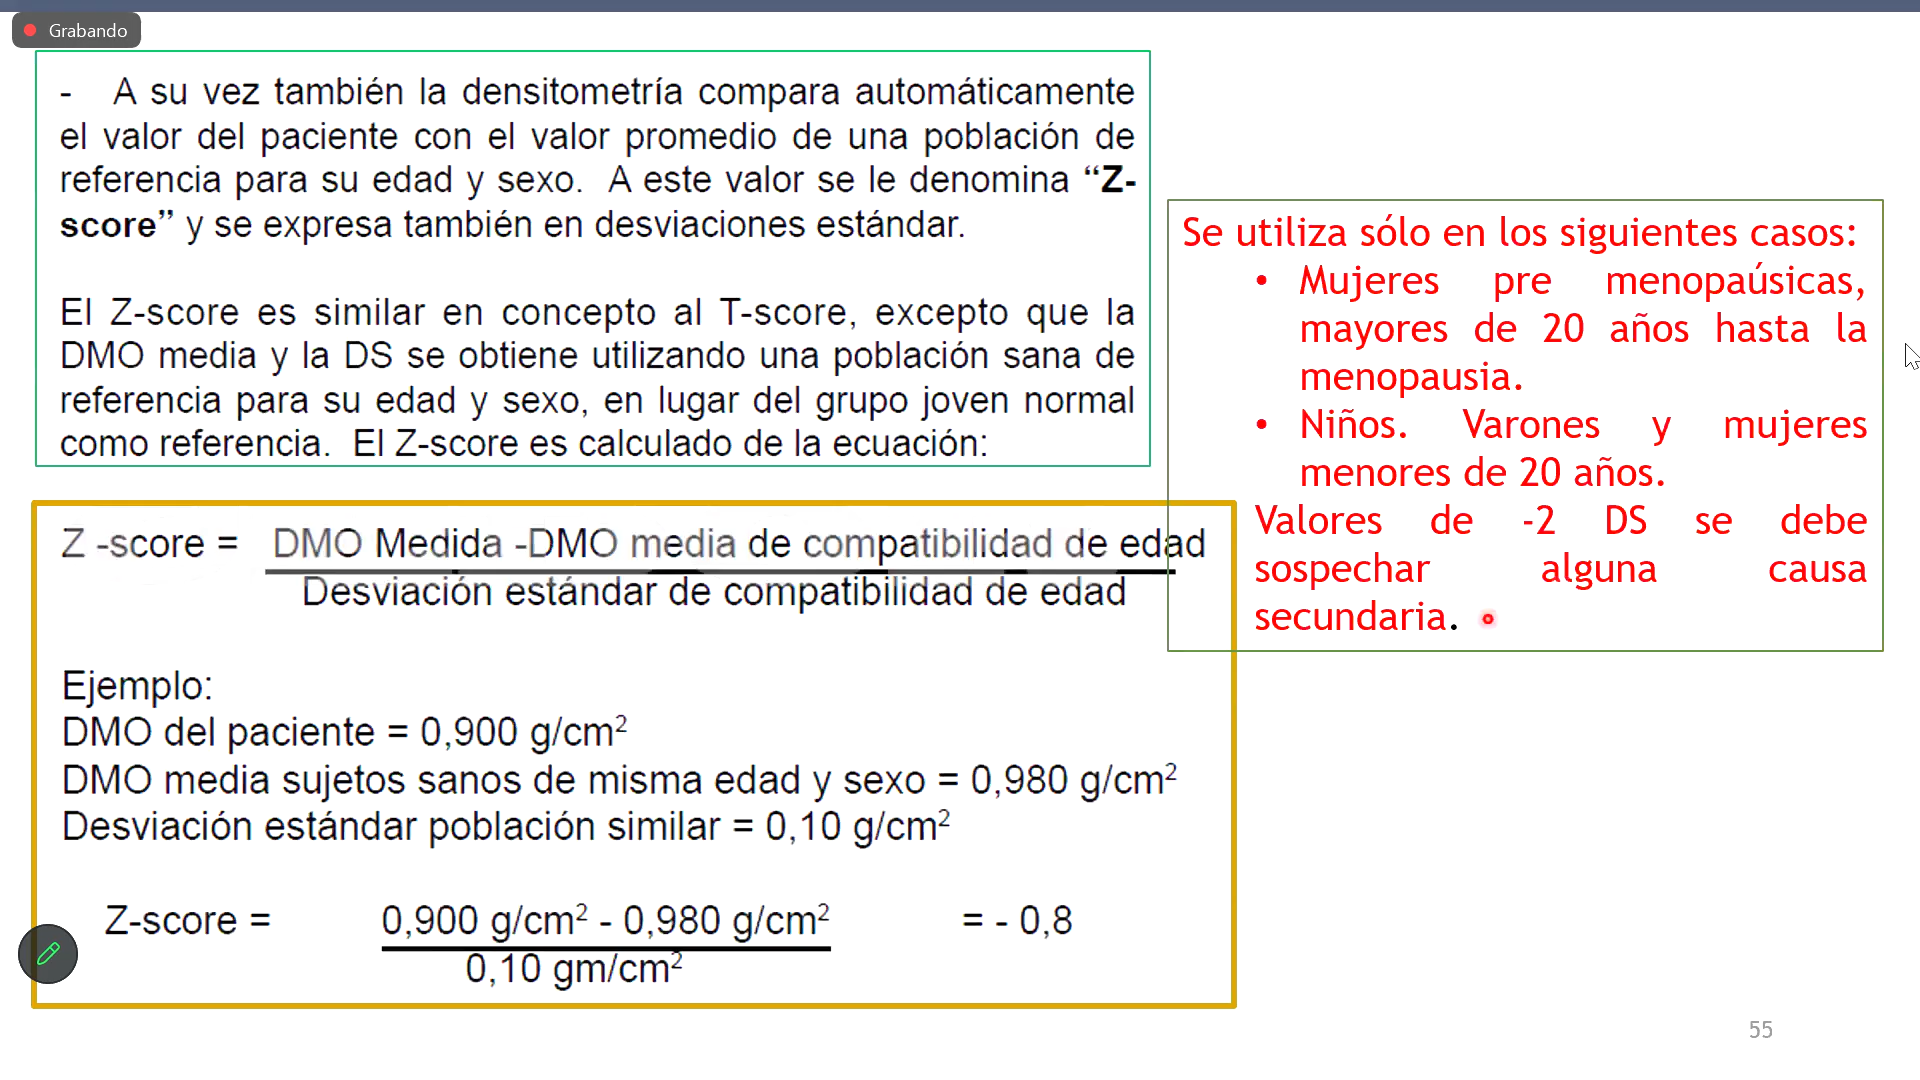 Grabando
- A su vez también la densitometría compara automáticamente
el valor del paciente con el valor promedio de una población de
referencia para su edad y sexo. A este valor se le denomina “Z-
score” y se expresa también en desviaciones estándar.
El Z-score es similar en concepto al T-score, excepto que la
DMO media y la DS se obtiene utilizando una población sana de
referencia para su edad y sexo, en lugar del grupo joven normal
como referencia. El Z-score es calculado de la ecuación:
Se utiliza sólo en los siguientes casos:
• Mujeres pre menopaúsicas,
mayores de 20 años hasta la
menopausia.
• Niños. Varones y mujeres
menores de 20 años.
Valores de -2 DS se debe
sospechar alguna causa
secundaria.
Z -score = DMO Medida -DMO media de compatibilidad de edad
Desviación estándar de compatibilidad de edad
Ejemplo:
DMO del paciente = 0,900 g/cm²
DMO media sujetos sanos de misma edad y sexo = 0,980 g/cm²
Desviación estándar población similar = 0,10 g/cm²
Z-score = 0,900 g/cm² - 0,980 g/cm² = - 0,8
0,10 gm/cm²
55